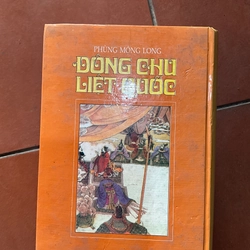 PHÙNG MỘNG LONG
ĐÔNG CHU
LIỆT QUỐC